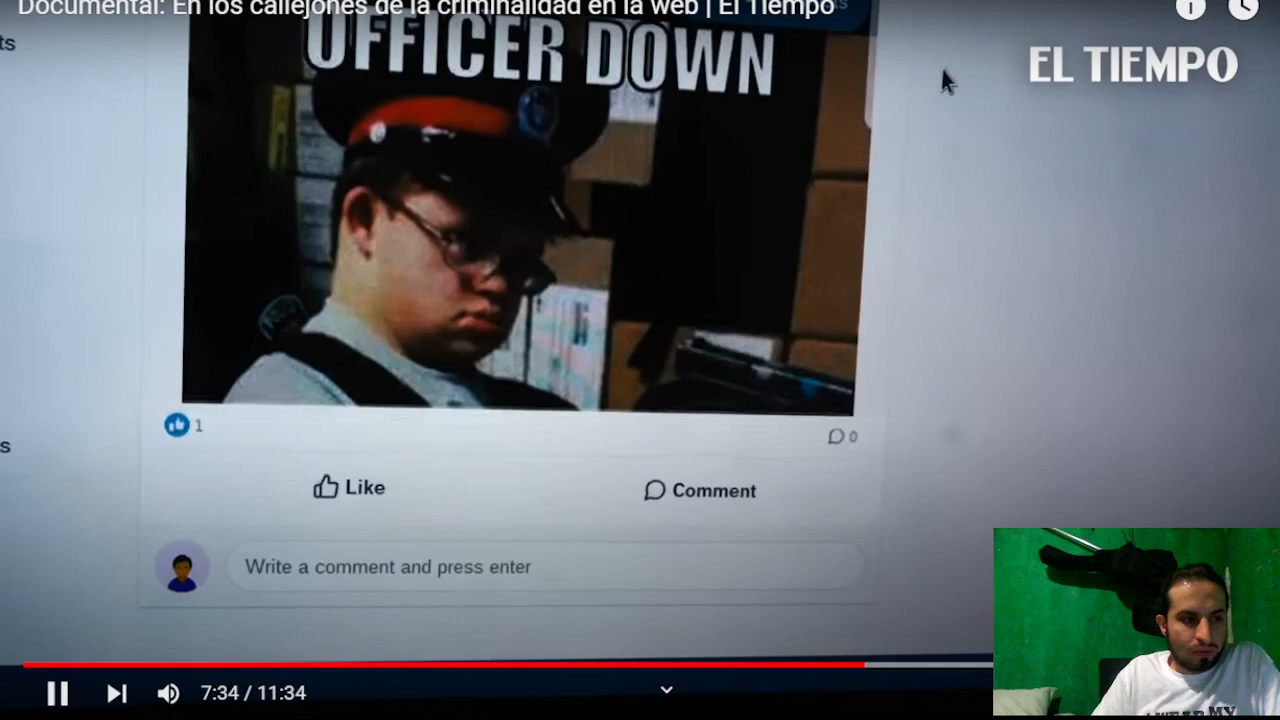 Documental: En los callejones de la criminalidad en la web | El Tiempo
ts
EL TIEMPO
OFFICER DOWN
1
0
s
Like
Comment
Write a comment and press enter
7:34 / 11:34